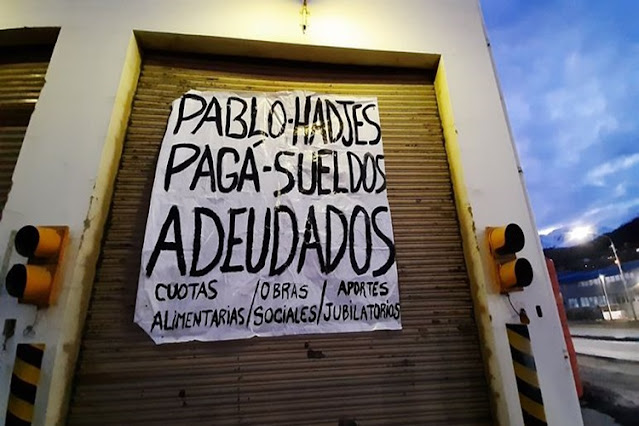 PABLO-HADJES
PAGÁ-SUELDOS
ADEUDADOS
CUOTAS / OBRAS / APORTES
ALIMENTARIAS / SOCIALES / JUBILATORIOS